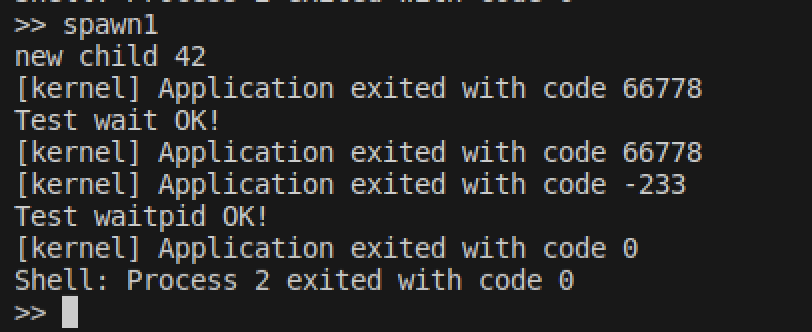 Shell: Process 2 exited with code 0
>> spawn1
new child 42
[kernel] Application exited with code 66778
Test wait OK!
[kernel] Application exited with code 66778
[kernel] Application exited with code -233
Test waitpid OK!
[kernel] Application exited with code 0
Shell: Process 2 exited with code 0
>>